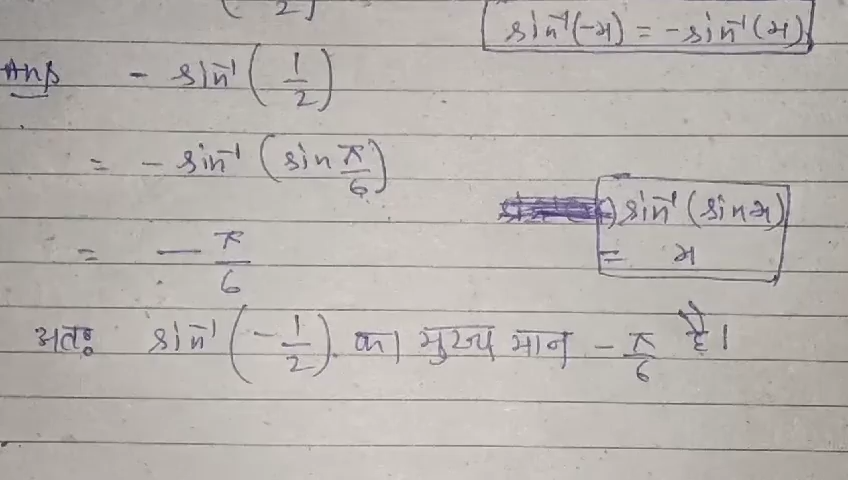 sin⁻¹(-x) = -sin⁻¹(x)
Ans - sin⁻¹(1/2)
= - sin⁻¹(sin π/6)
sin⁻¹(sin x)
= - π/6
= x
अतः sin⁻¹(-1/2) का मुख्य मान - π/6 है।